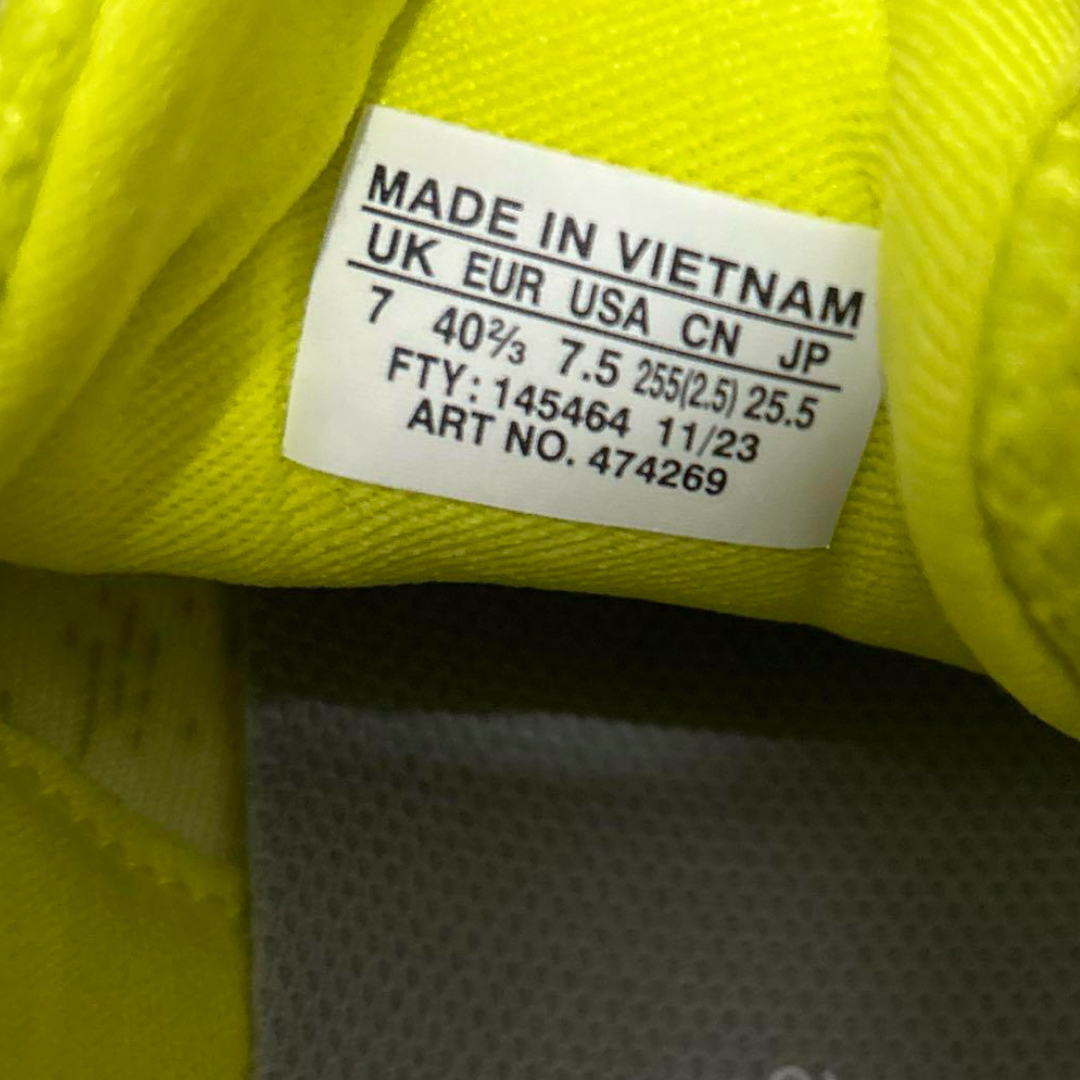 MADE IN VIETNAM
UK EUR USA CN JP
7 40⅔ 7.5 255(2.5) 25.5
FTY: 145464 11/23
ART NO. 474269